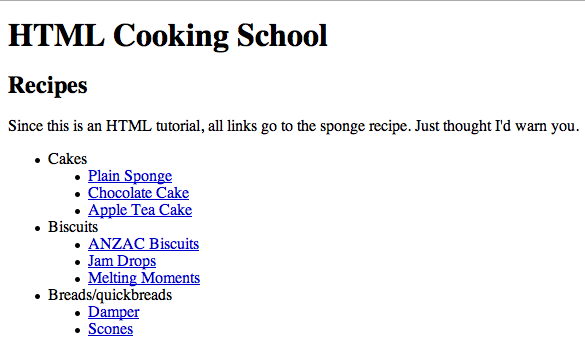 HTML Cooking School
Recipes
Since this is an HTML tutorial, all links go to the sponge recipe. Just thought I'd warn you.
Cakes
Plain Sponge
Chocolate Cake
Apple Tea Cake
Biscuits
ANZAC Biscuits
Jam Drops
Melting Moments
Breads/quickbreads
Damper
Scones